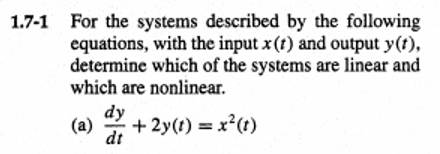 1.7-1 For the systems described by the following
equations, with the input x(t) and output y(t),
determine which of the systems are linear and
which are nonlinear.
(a) dy/dt + 2y(t) = x²(t)